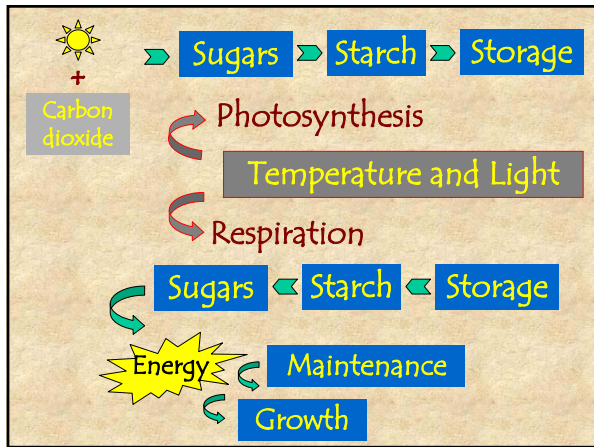 Sugars Starch Storage
+
Carbon
dioxide
Photosynthesis
Temperature and Light
Respiration
Sugars Starch Storage
Energy
Maintenance
Growth